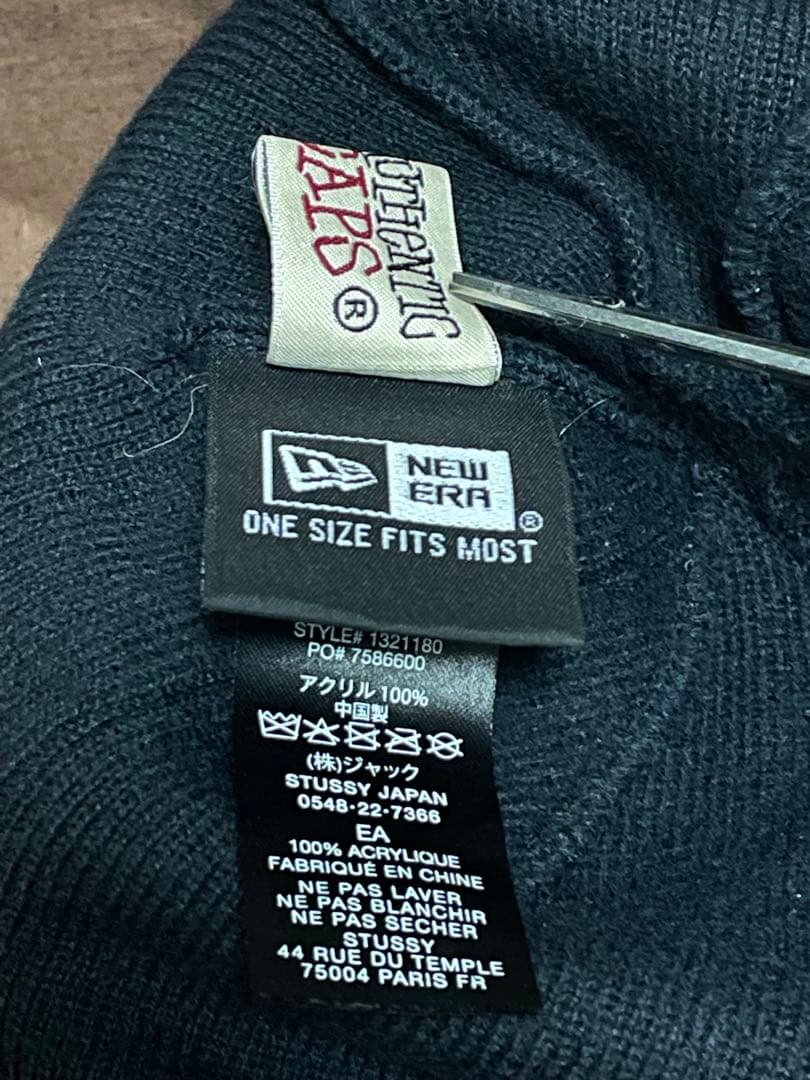 CAPS
®
NEW
ERA
®
ONE SIZE FITS MOST
STYLE# 1321180
PO# 7586600
アクリル 100%
中国製
(株)ジャック
STUSSY JAPAN
0548・22・7366
EA
100% ACRYLIQUE
FABRIQUÉ EN CHINE
NE PAS LAVER
NE PAS BLANCHIR
NE PAS SECHER
STUSSY
44 RUE DU TEMPLE
75004 PARIS FR